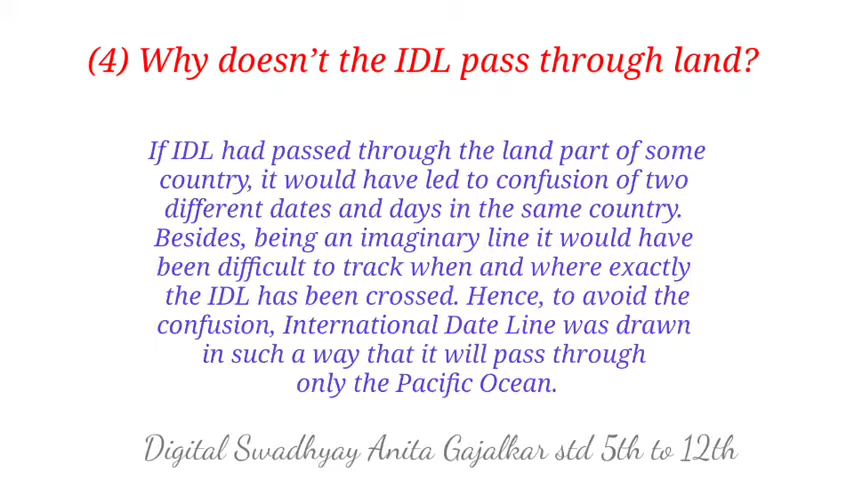 (4) Why doesn’t the IDL pass through land?
If IDL had passed through the land part of some
country, it would have led to confusion of two
different dates and days in the same country.
Besides, being an imaginary line it would have
been difficult to track when and where exactly
the IDL has been crossed. Hence, to avoid the
confusion, International Date Line was drawn
in such a way that it will pass through
only the Pacific Ocean.
Digital Swadhyay Anita Gajalkar std 5th to 12th